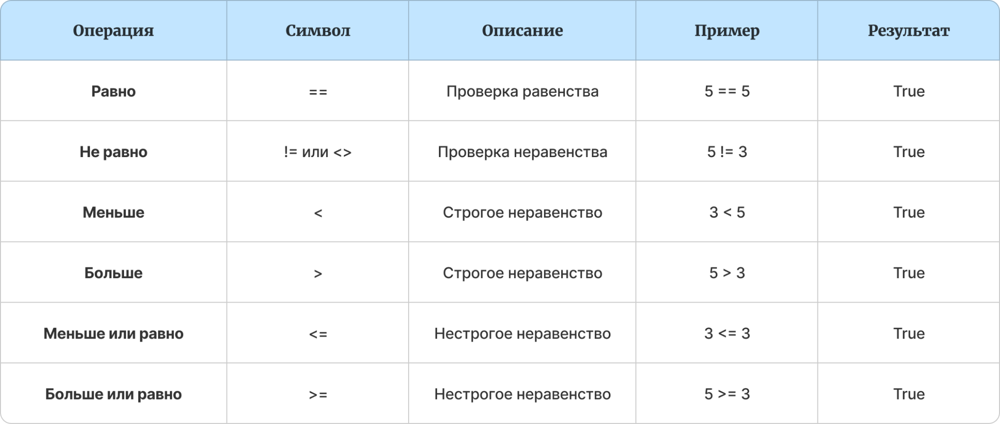 Операция Символ Описание Пример Результат
Равно == Проверка равенства 5 == 5 True
Не равно != или <> Проверка неравенства 5 != 3 True
Меньше < Строгое неравенство 3 < 5 True
Больше > Строгое неравенство 5 > 3 True
Меньше или равно <= Нестрогое неравенство 3 <= 3 True
Больше или равно >= Нестрогое неравенство 5 >= 3 True